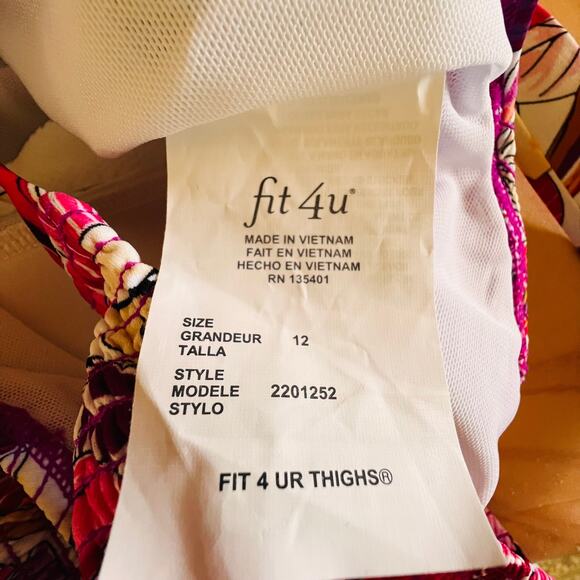 fit 4u®
MADE IN VIETNAM
FAIT EN VIETNAM
HECHO EN VIETNAM
RN 135401
SIZE
GRANDEUR 12
TALLA
STYLE
MODELE 2201252
STYLO
FIT 4 UR THIGHS®